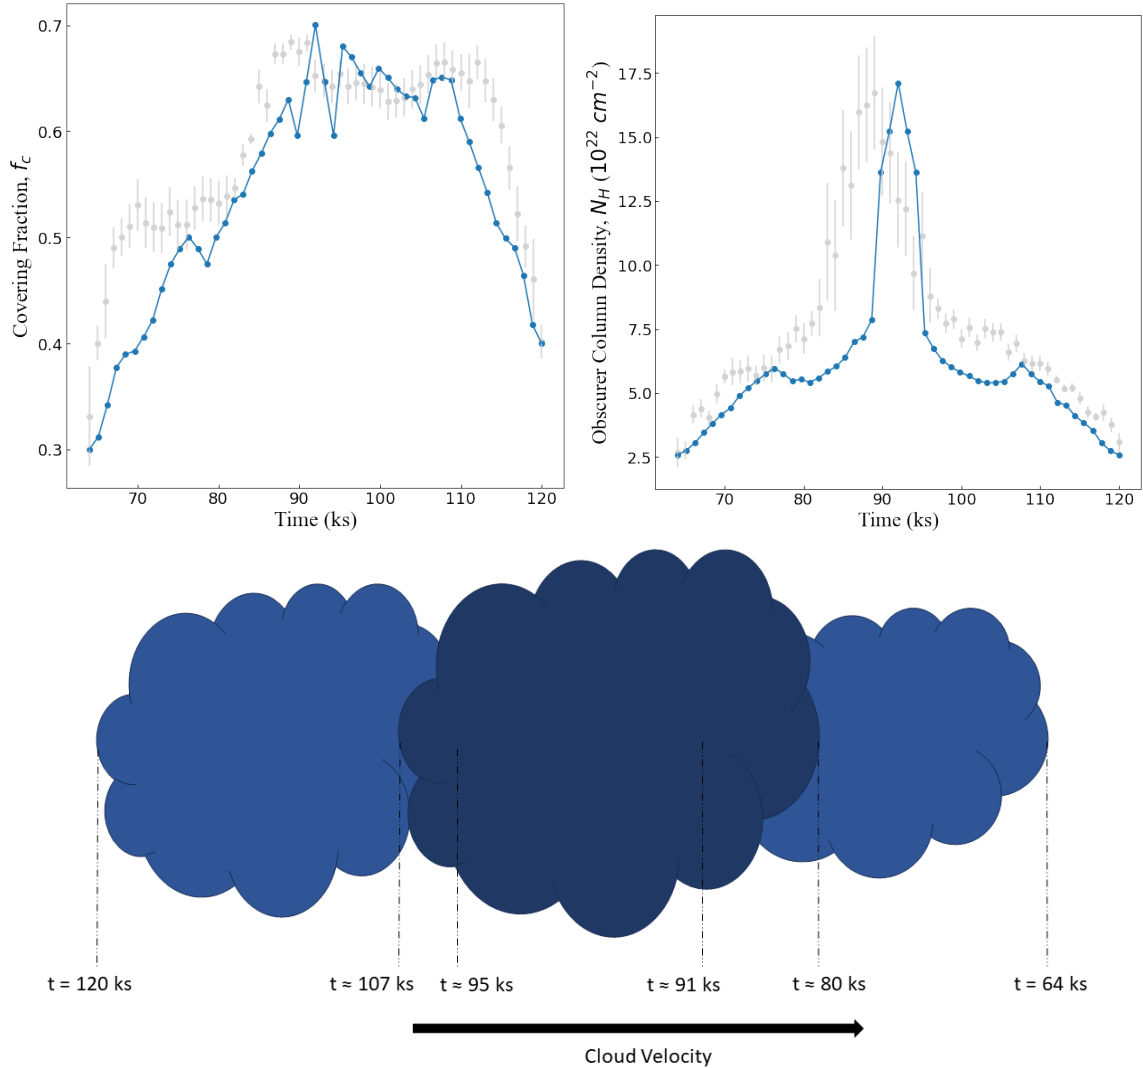 0.7
0.6
0.5
0.4
0.3
Covering Fraction, f_c
70 80 90 100 110 120
Time (ks)
17.5
15.0
12.5
10.0
7.5
5.0
2.5
Obscurer Column Density, N_H (10^22 cm^−2)
70 80 90 100 110 120
Time (ks)
t = 120 ks t ≈ 107 ks t ≈ 95 ks t ≈ 91 ks t ≈ 80 ks t = 64 ks
Cloud Velocity